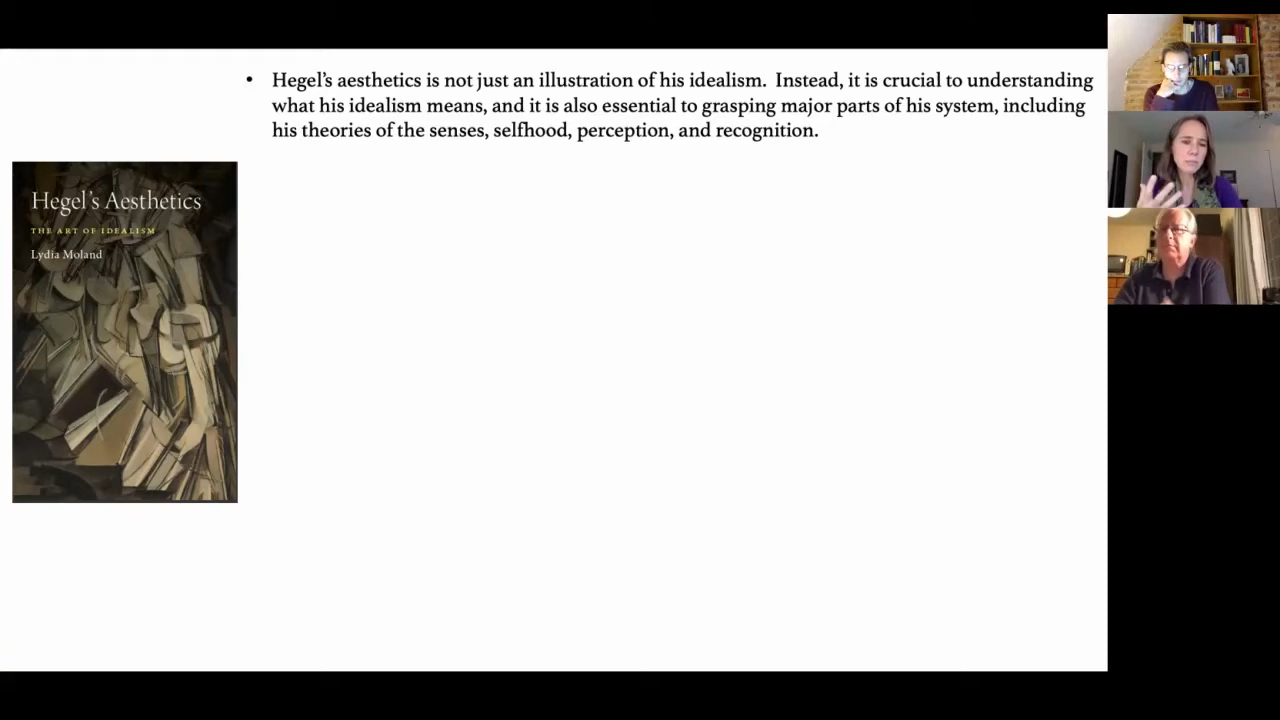 • Hegel's aesthetics is not just an illustration of his idealism. Instead, it is crucial to understanding
what his idealism means, and it is also essential to grasping major parts of his system, including
his theories of the senses, selfhood, perception, and recognition.
Hegel's Aesthetics
THE ART OF IDEALISM
Lydia Moland